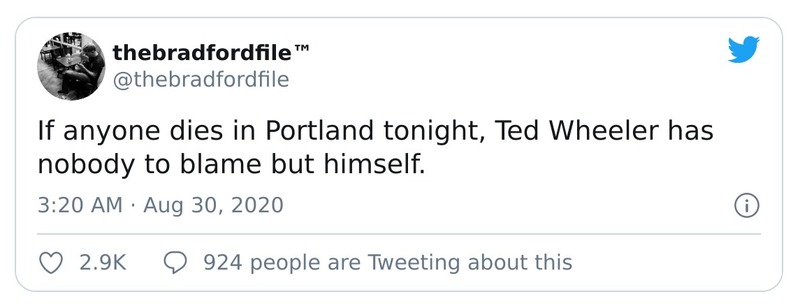 thebradfordfile™
@thebradfordfile
If anyone dies in Portland tonight, Ted Wheeler has
nobody to blame but himself.
3:20 AM · Aug 30, 2020
2.9K 924 people are Tweeting about this